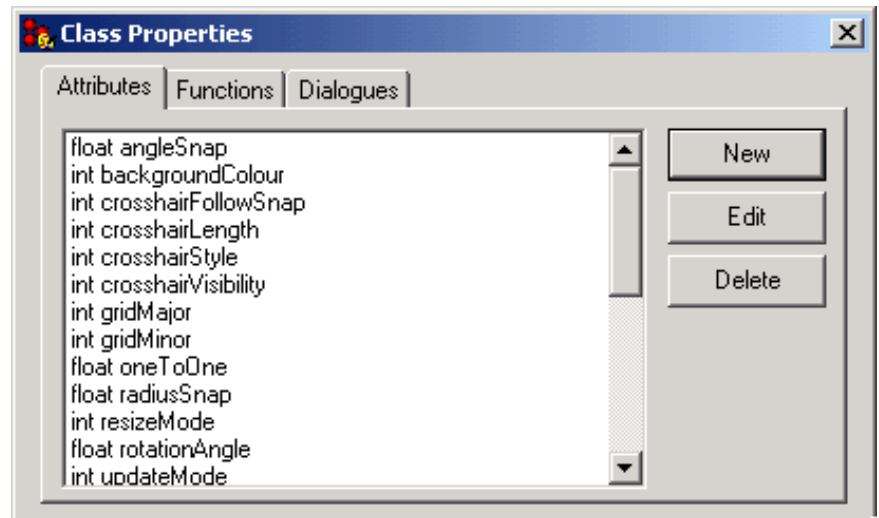 Class Properties
Attributes Functions Dialogues
float angleSnap
int backgroundColour
int crosshairFollowSnap
int crosshairLength
int crosshairStyle
int crosshairVisibility
int gridMajor
int gridMinor
float oneToOne
float radiusSnap
int resizeMode
float rotationAngle
int updateMode
New
Edit
Delete